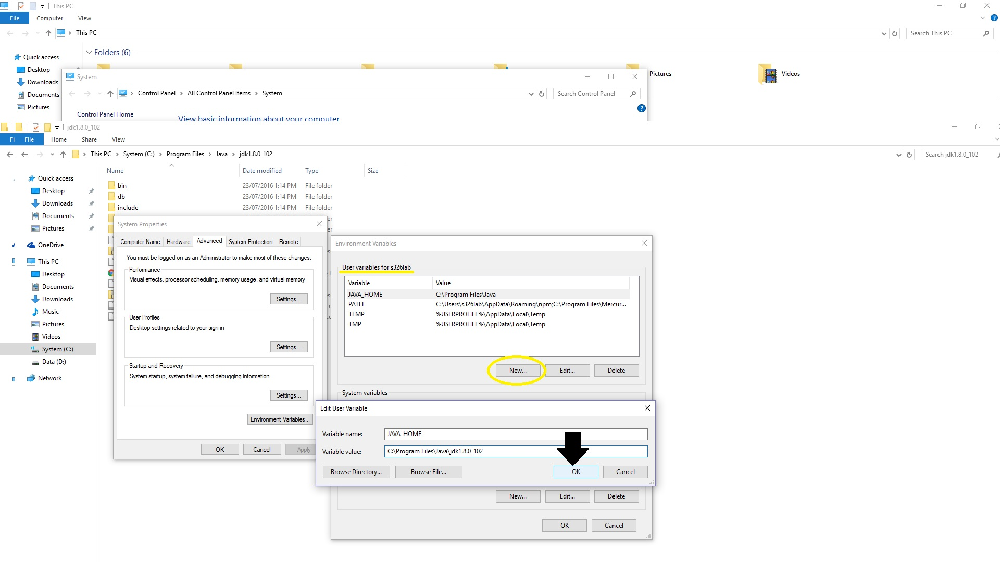 This PC
File Computer View
This PC Search This PC
Folders (6)
Quick access
Desktop
Downloads
Documents
Pictures
Pictures
Videos
System
Control Panel All Control Panel Items System Search Control Panel
Control Panel Home
View basic information about your computer
jdk1.8.0_102
Fi File Home Share View
This PC System (C:) Program Files Java jdk1.8.0_102 Search jdk1.8.0_102
Name Date modified Type Size
bin 23/07/2016 1:14 PM File folder
db 23/07/2016 1:14 PM File folder
include 23/07/2016 1:14 PM File folder
Quick access
Desktop
Downloads
Documents
Pictures
OneDrive
This PC
Desktop
Documents
Downloads
Music
Pictures
Videos
System (C:)
Data (D:)
Network
System Properties
Computer Name Hardware Advanced System Protection Remote
You must be logged on as an Administrator to make most of these changes.
Performance
Visual effects, processor scheduling, memory usage, and virtual memory
Settings...
User Profiles
Desktop settings related to your sign-in
Settings...
Startup and Recovery
System startup, system failure, and debugging information
Settings...
Environment Variables...
OK Cancel Apply
Environment Variables
User variables for s326lab
Variable Value
JAVA_HOME C:\Program Files\Java
PATH C:\Users\s326lab\AppData\Roaming\npm;C:\Program Files\Mercur...
TEMP %USERPROFILE%\AppData\Local\Temp
TMP %USERPROFILE%\AppData\Local\Temp
New... Edit... Delete
System variables
Edit User Variable
Variable name: JAVA_HOME
Variable value: C:\Program Files\Java\jdk1.8.0_102
Browse Directory... Browse File... OK Cancel
New... Edit... Delete
OK Cancel